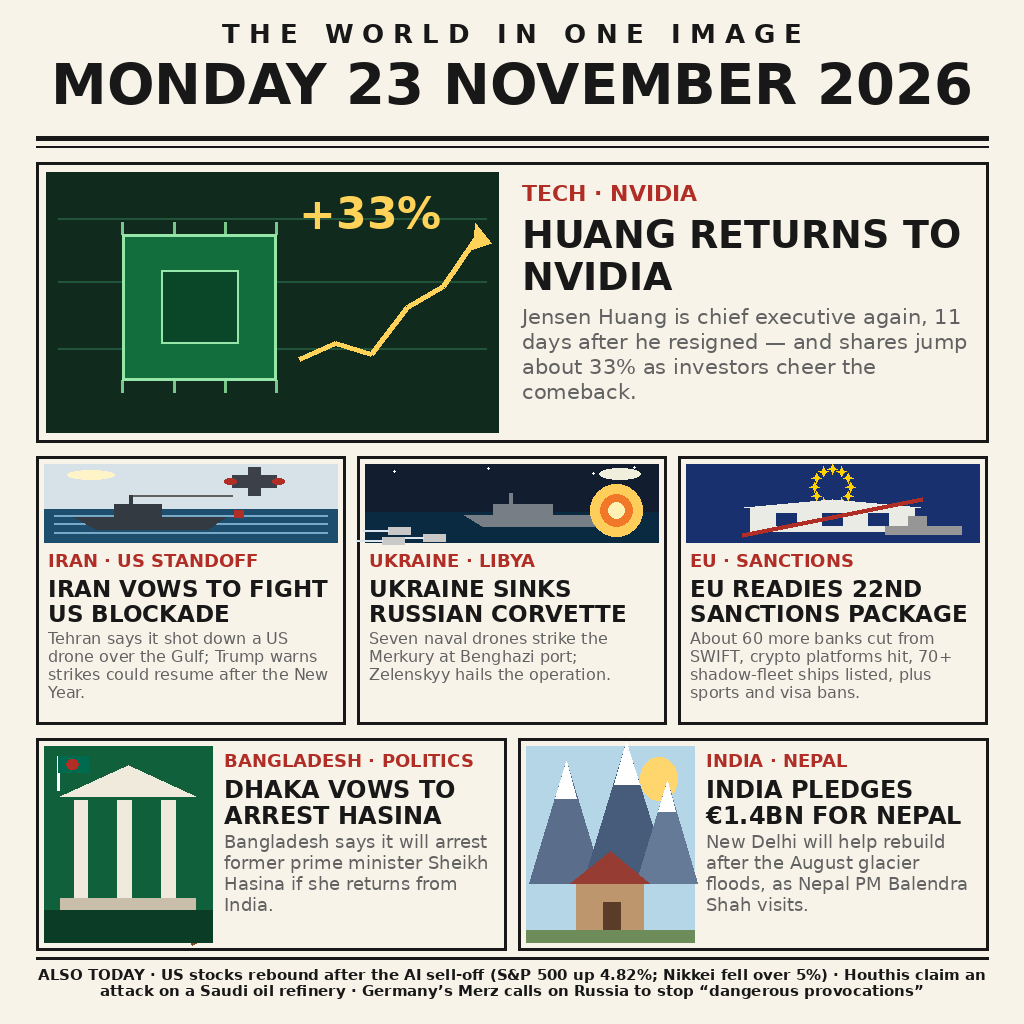 THE WORLD IN ONE IMAGE
MONDAY 23 NOVEMBER 2026
+33%
TECH · NVIDIA
HUANG RETURNS TO
NVIDIA
Jensen Huang is chief executive again, 11
days after he resigned — and shares jump
about 33% as investors cheer the
comeback.
IRAN · US STANDOFF
IRAN VOWS TO FIGHT
US BLOCKADE
Tehran says it shot down a US
drone over the Gulf; Trump warns
strikes could resume after the New
Year.
UKRAINE · LIBYA
UKRAINE SINKS
RUSSIAN CORVETTE
Seven naval drones strike the
Merkury at Benghazi port;
Zelenskyy hails the operation.
EU · SANCTIONS
EU READIES 22ND
SANCTIONS PACKAGE
About 60 more banks cut from
SWIFT, crypto platforms hit, 70+
shadow-fleet ships listed, plus
sports and visa bans.
BANGLADESH · POLITICS
DHAKA VOWS TO
ARREST HASINA
Bangladesh says it will arrest
former prime minister Sheikh
Hasina if she returns from
India.
INDIA · NEPAL
INDIA PLEDGES
€1.4BN FOR NEPAL
New Delhi will help rebuild
after the August glacier
floods, as Nepal PM Balendra
Shah visits.
ALSO TODAY · US stocks rebound after the AI sell-off (S&P 500 up 4.82%; Nikkei fell over 5%) · Houthis claim an
attack on a Saudi oil refinery · Germany’s Merz calls on Russia to stop “dangerous provocations”